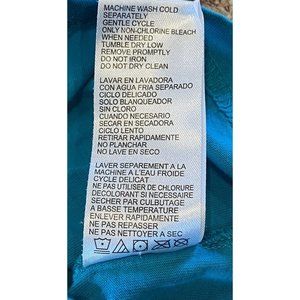 MACHINE WASH COLD
SEPARATELY
GENTLE CYCLE
ONLY NON-CHLORINE BLEACH
WHEN NEEDED
TUMBLE DRY LOW
REMOVE PROMPTLY
DO NOT IRON
DO NOT DRY CLEAN
LAVAR EN LAVADORA
CON AGUA FRIA SEPARADO
CICLO DELICADO
SOLO BLANQUEADOR
SIN CLORO
CUANDO NECESARIO
SECAR EN SECADORA
CICLO LENTO
RETIRAR RAPIDAMENTE
NO PLANCHAR
NO LAVE EN SECO
LAVER SEPAREMENT A LA
MACHINE A L'EAU FROIDE
CYCLE DELICAT
NE PAS UTILISER DE CHLORURE
DECOLORANT SI NECESSAIRE
SECHER PAR CULBUTAGE
A BASSE TEMPERATURE
ENLEVER RAPIDEMENT
NE PAS REPASSER
NE PAS NETTOYER A SEC